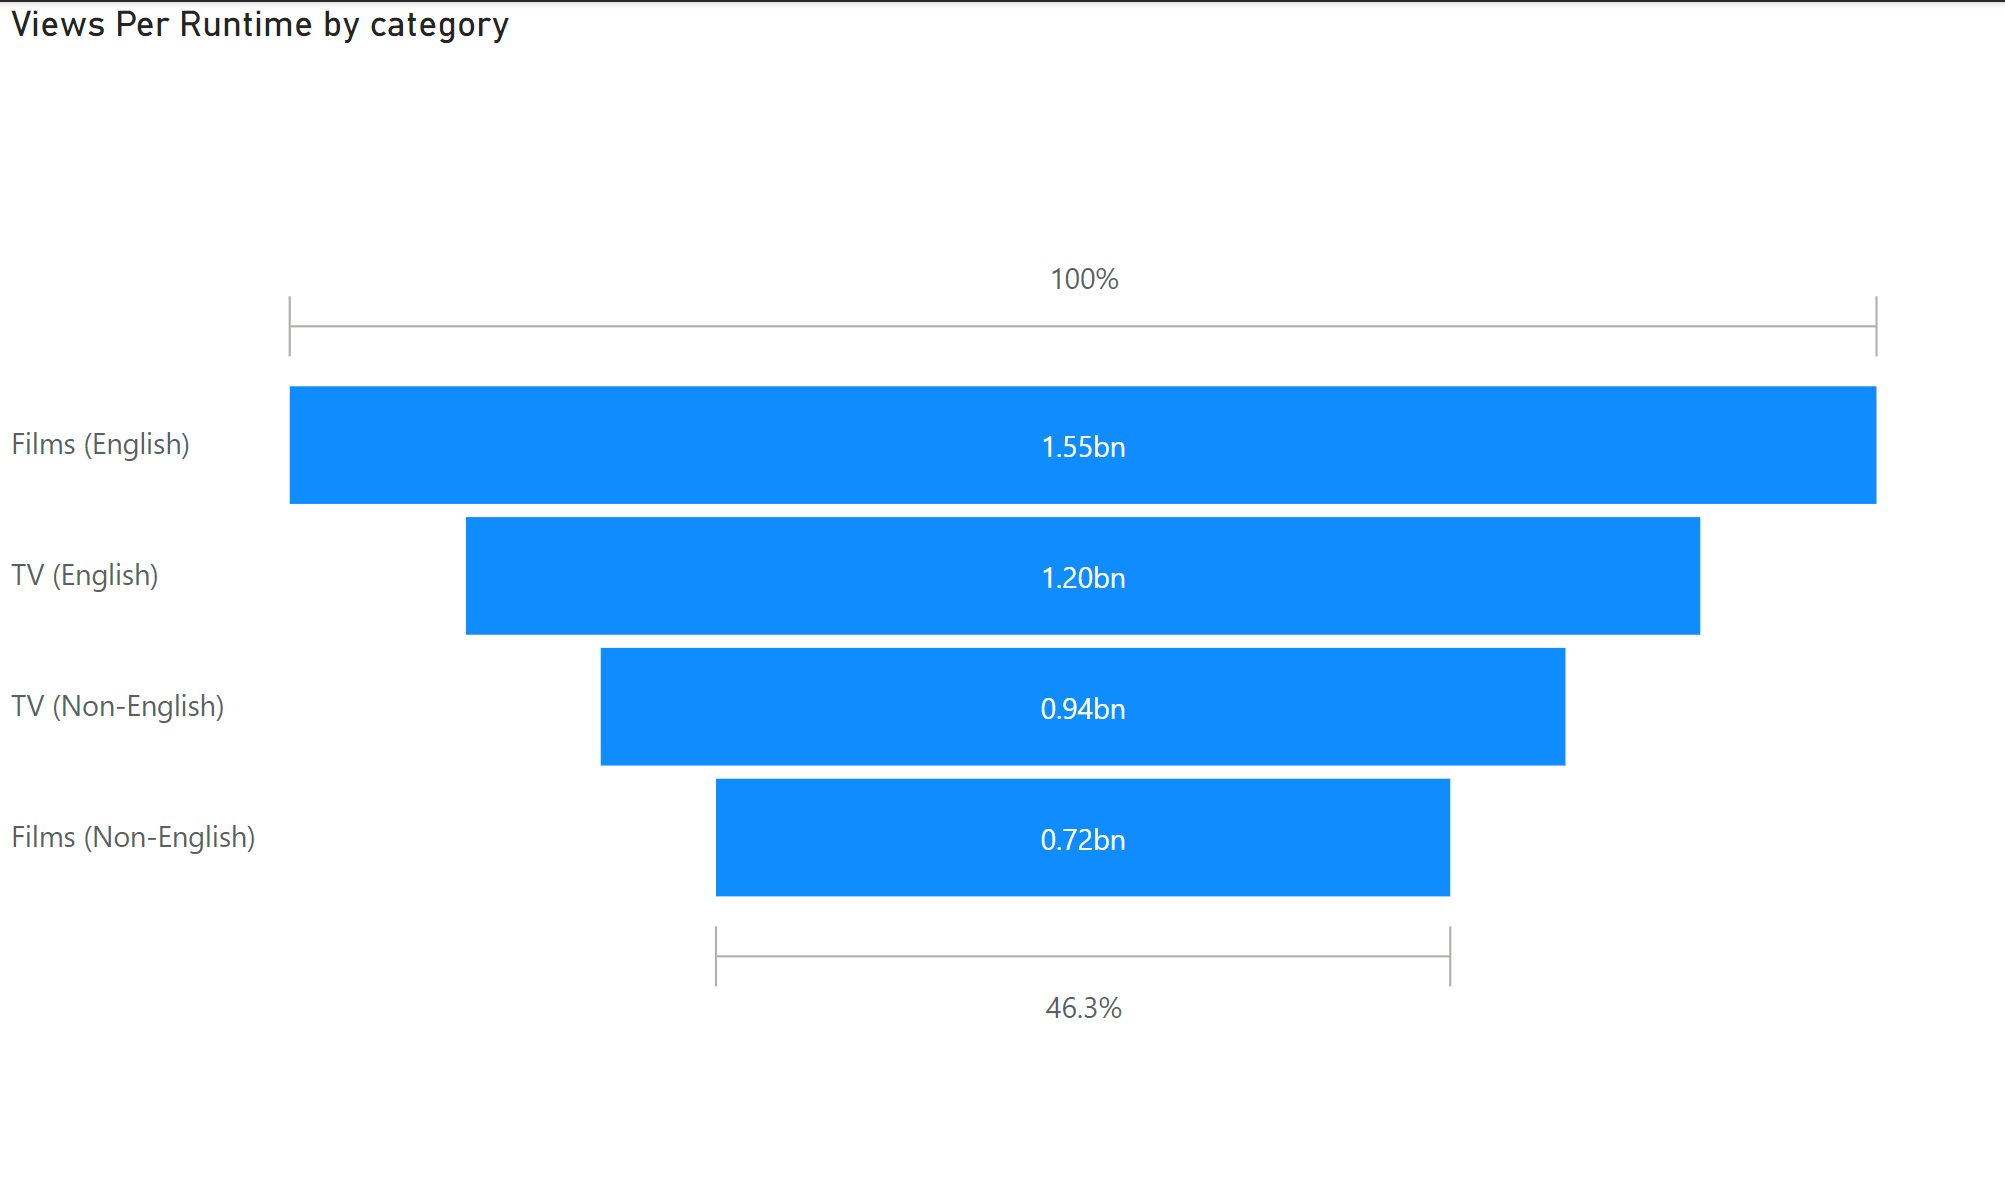 Views Per Runtime by category
100%
Films (English)
1.55bn
TV (English)
1.20bn
TV (Non-English)
0.94bn
Films (Non-English)
0.72bn
46.3%